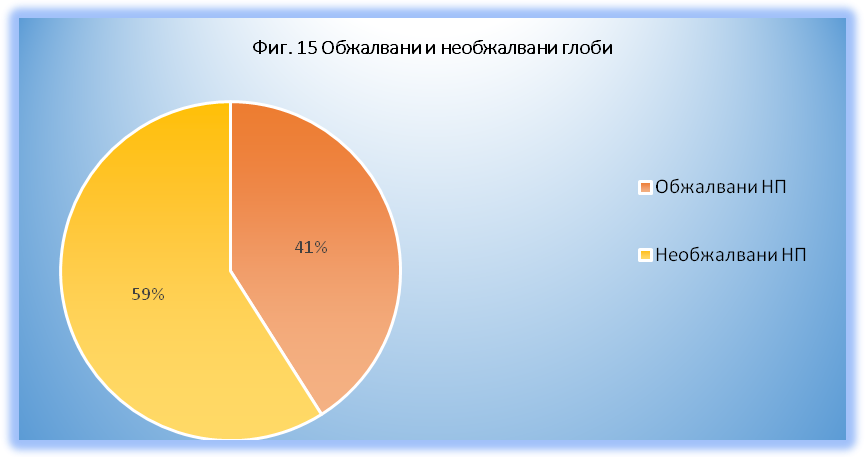 Фиг. 15 Обжалвани и необжалвани глоби
41%
59%
Обжалвани НП
Необжалвани НП